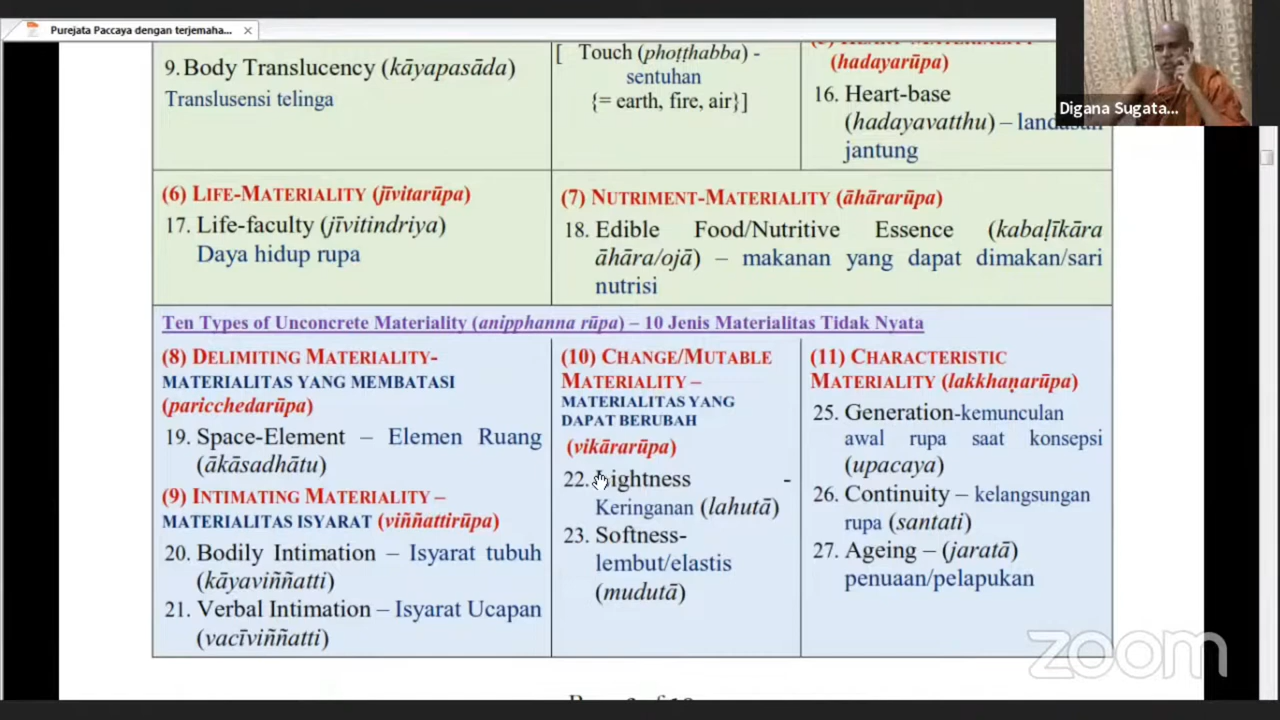 Purejata Paccaya dengan terjemaha...
9. Body Translucency (kāyapasāda)
Translusensi telinga
[ Touch (phoṭṭhabba) -
sentuhan
{= earth, fire, air}]
(hadayarūpa)
16. Heart-base
(hadayavatthu) – landasan
jantung
Digana Sugata...
(6) LIFE-MATERIALITY (jīvitarūpa)
17. Life-faculty (jīvitindriya)
Daya hidup rupa
(7) NUTRIMENT-MATERIALITY (āhārarūpa)
18. Edible Food/Nutritive Essence (kabaḷīkāra
āhāra/ojā) – makanan yang dapat dimakan/sari
nutrisi
Ten Types of Unconcrete Materiality (anipphanna rūpa) – 10 Jenis Materialitas Tidak Nyata
(8) DELIMITING MATERIALITY-
MATERIALITAS YANG MEMBATASI
(paricchedarūpa)
19. Space-Element – Elemen Ruang
(ākāsadhātu)
(9) INTIMATING MATERIALITY –
MATERIALITAS ISYARAT (viññattirūpa)
20. Bodily Intimation – Isyarat tubuh
(kāyaviññatti)
21. Verbal Intimation – Isyarat Ucapan
(vacīviññatti)
(10) CHANGE/MUTABLE
MATERIALITY –
MATERIALITAS YANG
DAPAT BERUBAH
(vikārarūpa)
22. Lightness -
Keringanan (lahutā)
23. Softness-
lembut/elastis
(mudutā)
(11) CHARACTERISTIC
MATERIALITY (lakkhaṇarūpa)
25. Generation-kemunculan
awal rupa saat konsepsi
(upacaya)
26. Continuity – kelangsungan
rupa (santati)
27. Ageing – (jaratā)
penuaan/pelapukan
zoom